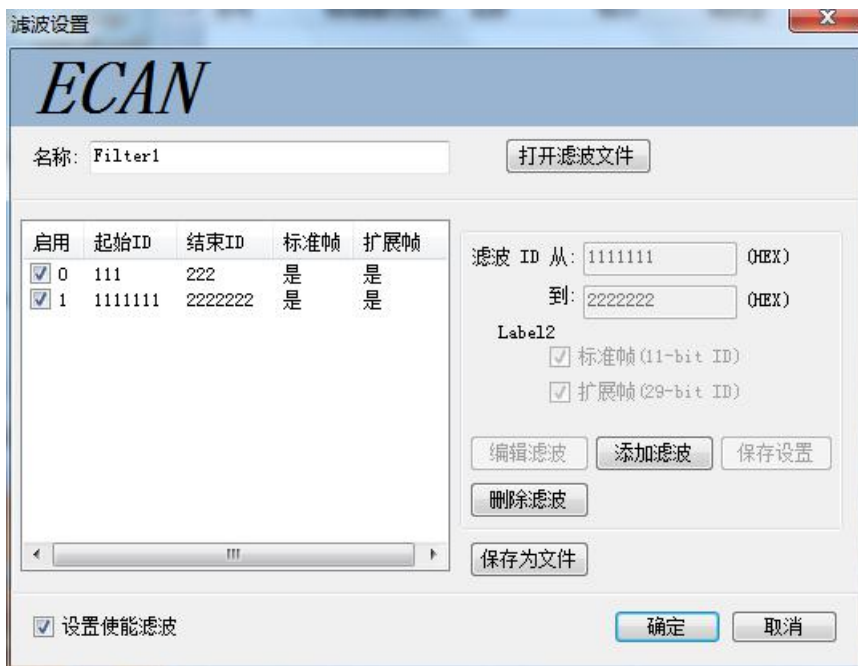 滤波设置
ECAN
名称: Filter1
打开滤波文件
启用 起始ID 结束ID 标准帧 扩展帧
0 111 222 是 是
1 1111111 2222222 是 是
滤波 ID 从: 1111111 (HEX)
到: 2222222 (HEX)
Label2
标准帧(11-bit ID)
扩展帧(29-bit ID)
编辑滤波 添加滤波 保存设置
删除滤波
保存为文件
设置使能滤波
确定 取消